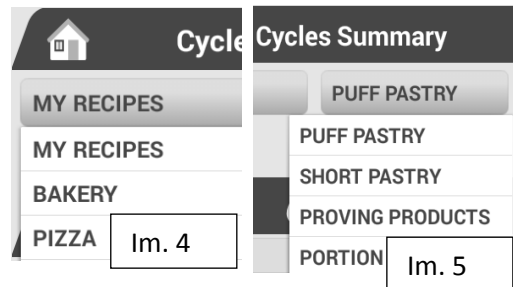 Cycle
MY RECIPES
MY RECIPES
BAKERY
PIZZA
Im. 4
Cycles Summary
PUFF PASTRY
PUFF PASTRY
SHORT PASTRY
PROVING PRODUCTS
PORTION
Im. 5